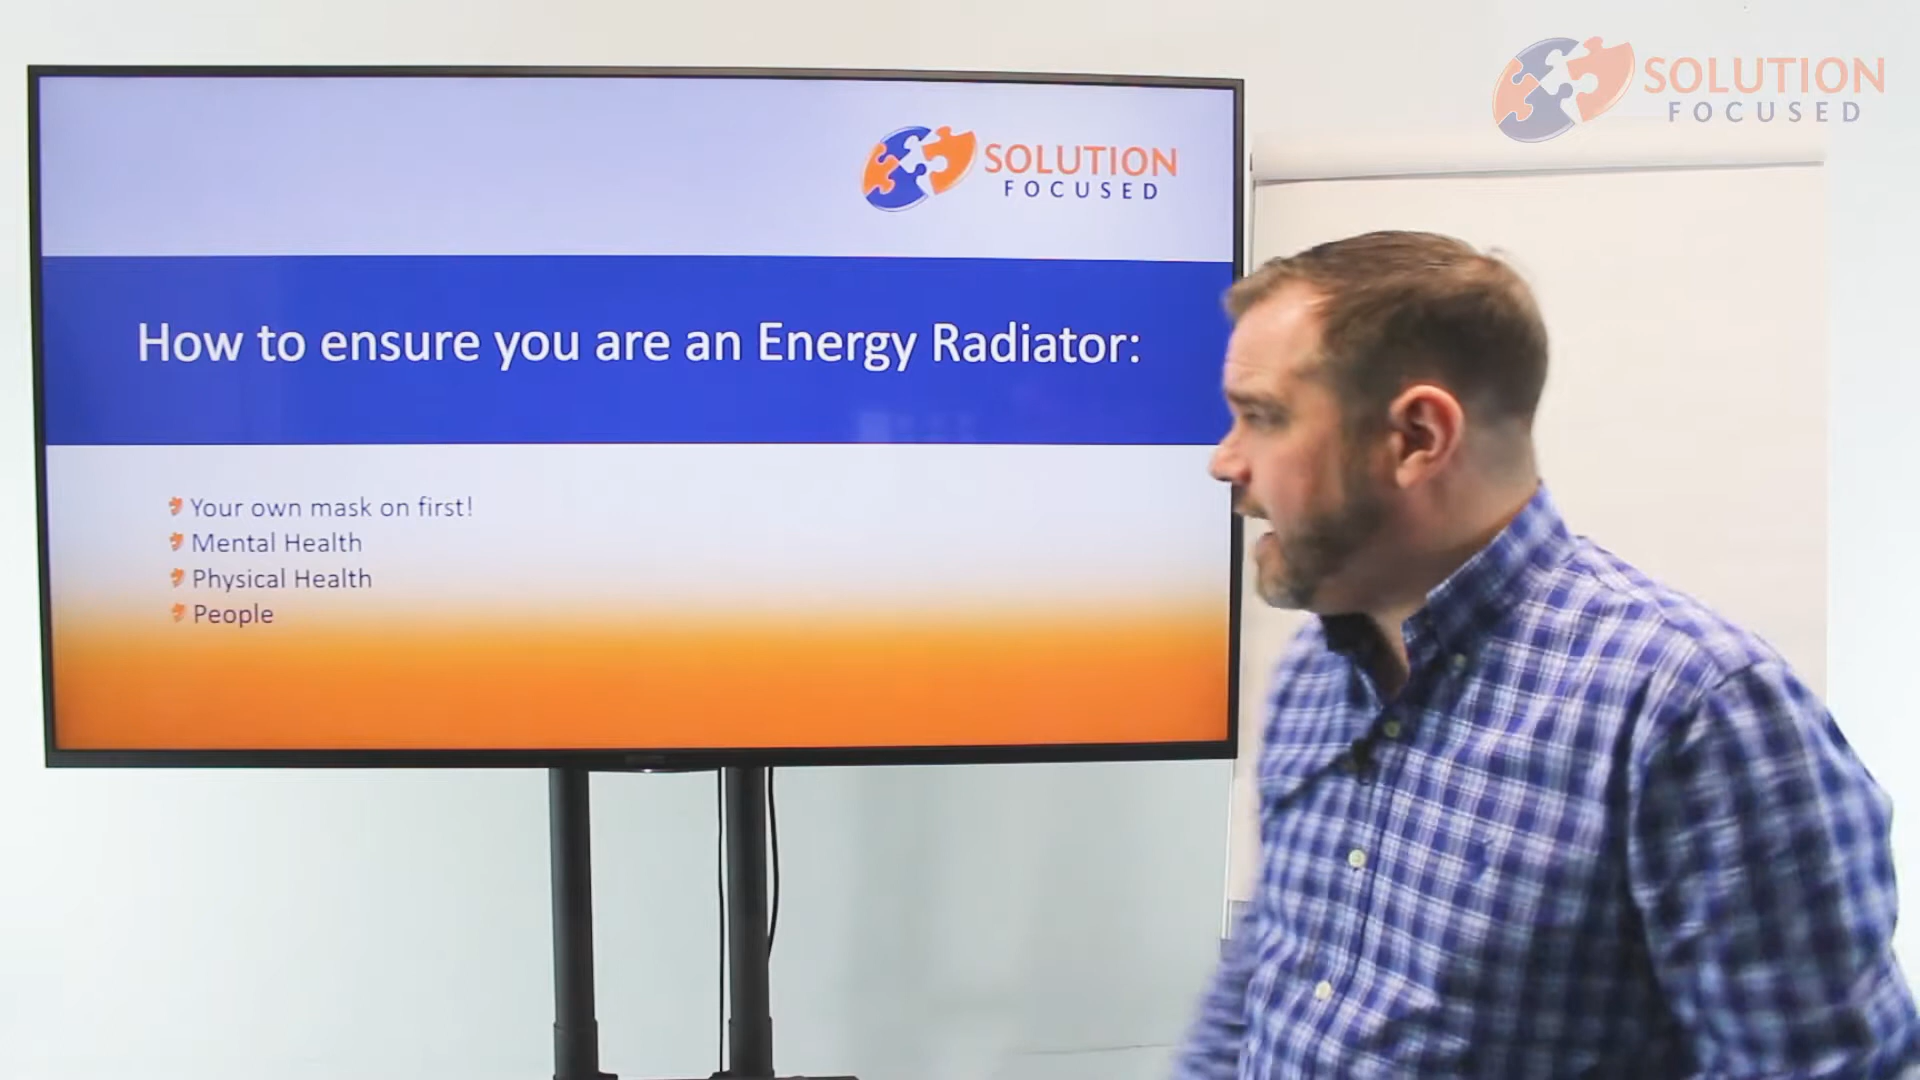 SOLUTION
FOCUSED
SOLUTION
FOCUSED
How to ensure you are an Energy Radiator:
Your own mask on first!
Mental Health
Physical Health
People